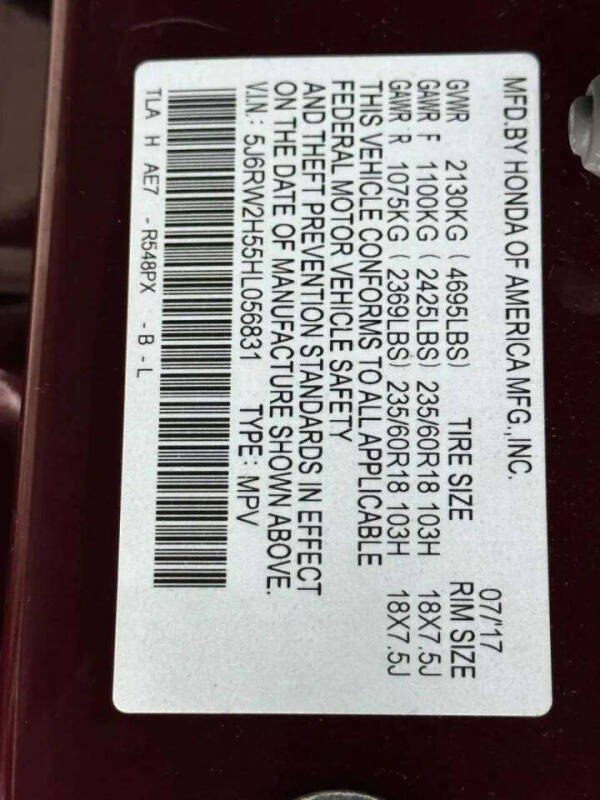 MFD.BY HONDA OF AMERICA MFG.,INC. 07/'17
GVWR 2130KG ( 4695LBS) TIRE SIZE RIM SIZE
GAWR F 1100KG ( 2425LBS) 235/60R18 103H 18X7.5J
GAWR R 1075KG ( 2369LBS) 235/60R18 103H 18X7.5J
THIS VEHICLE CONFORMS TO ALL APPLICABLE
FEDERAL MOTOR VEHICLE SAFETY
AND THEFT PREVENTION STANDARDS IN EFFECT
ON THE DATE OF MANUFACTURE SHOWN ABOVE.
V.I.N.: 5J6RW2H55HL056831 TYPE: MPV
TLA H AE7 - R548PX - B - L